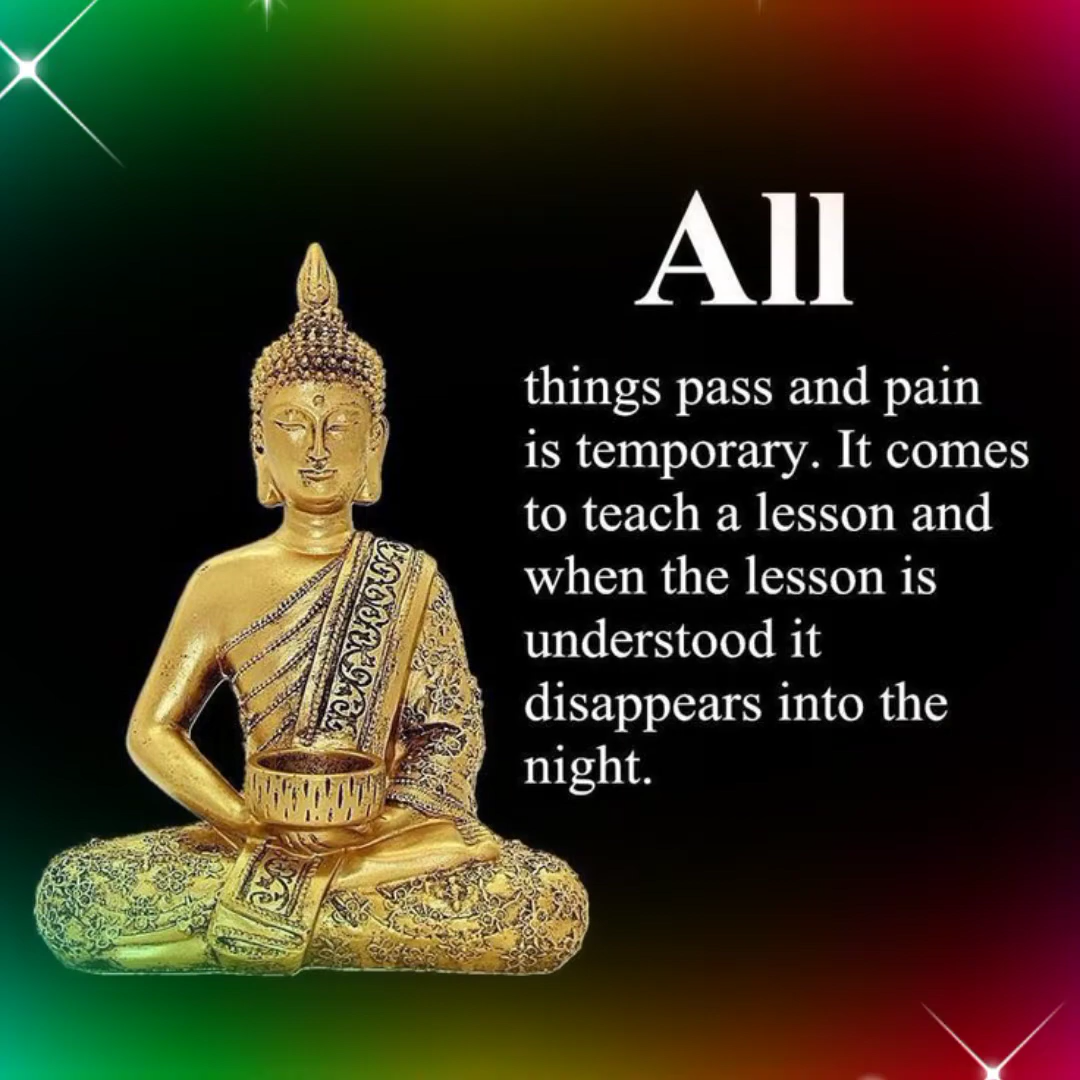 All
things pass and pain
is temporary. It comes
to teach a lesson and
when the lesson is
understood it
disappears into the
night.